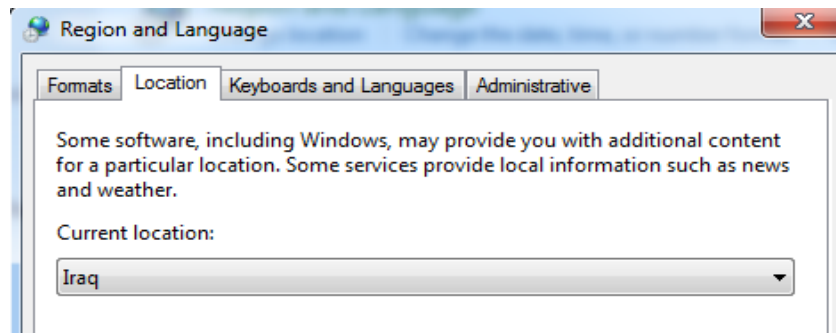 Region and Language
Formats Location Keyboards and Languages Administrative
Some software, including Windows, may provide you with additional content
for a particular location. Some services provide local information such as news
and weather.
Current location:
Iraq